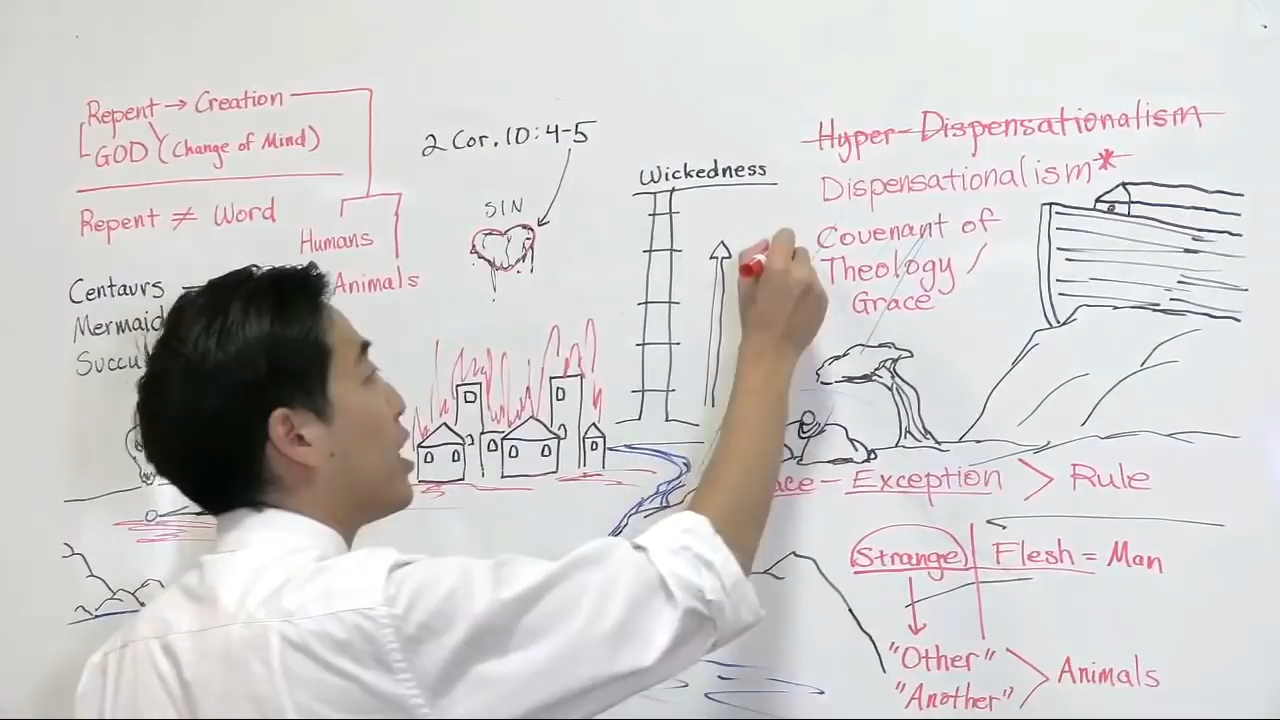 Repent → Creation
GOD (Change of Mind)
Repent ≠ Word
Humans
Animals
Centaurs
2 Cor. 10:4-5
SIN
Wickedness
Hyper-Dispensationalism
Dispensationalism*
Covenant of
Theology /
Grace
- Exception > Rule
Strange Flesh = Man
"Other"
"Another"
Animals